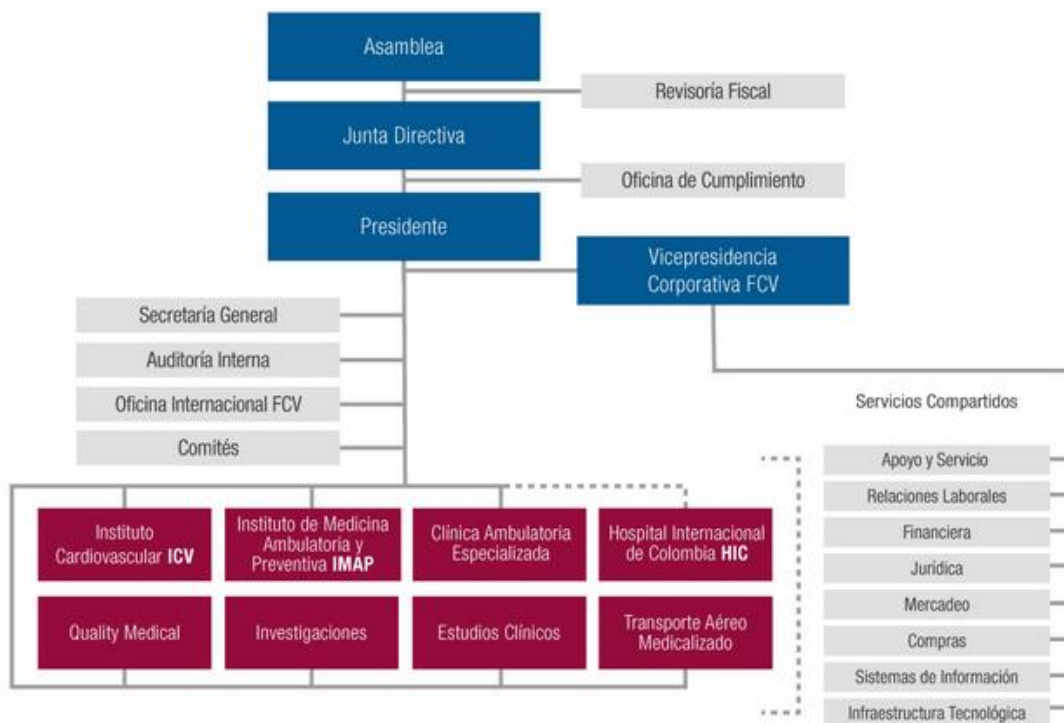 Asamblea
Revisoría Fiscal
Junta Directiva
Oficina de Cumplimiento
Presidente
Vicepresidencia
Corporativa FCV
Secretaría General
Auditoría Interna
Oficina Internacional FCV
Comités
Servicios Compartidos
Instituto
Cardiovascular ICV
Instituto de Medicina
Ambulatoria y
Preventiva IMAP
Clínica Ambulatoria
Especializada
Hospital Internacional
de Colombia HIC
Quality Medical
Investigaciones
Estudios Clínicos
Transporte Aéreo
Medicalizado
Apoyo y Servicio
Relaciones Laborales
Financiera
Jurídica
Mercadeo
Compras
Sistemas de Información
Infraestructura Tecnológica